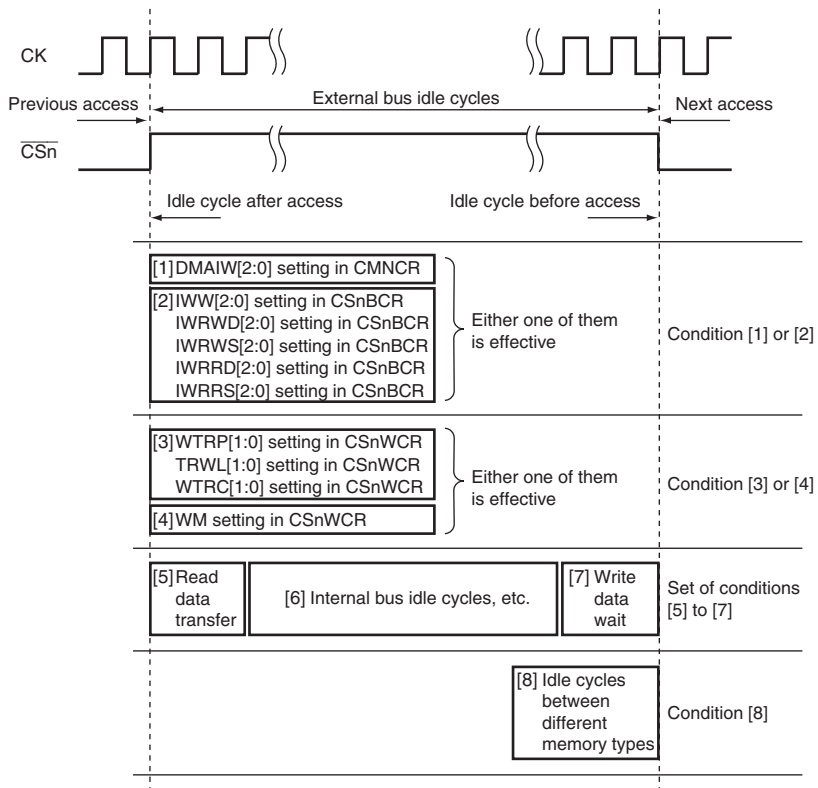 CK
Previous access
External bus idle cycles
Next access
CSn
Idle cycle after access
Idle cycle before access
[1]DMAIW[2:0] setting in CMNCR
[2]IWW[2:0] setting in CSnBCR
IWRWD[2:0] setting in CSnBCR
IWRWS[2:0] setting in CSnBCR
IWRRD[2:0] setting in CSnBCR
IWRRS[2:0] setting in CSnBCR
Either one of them
is effective
Condition [1] or [2]
[3]WTRP[1:0] setting in CSnWCR
TRWL[1:0] setting in CSnWCR
WTRC[1:0] setting in CSnWCR
[4]WM setting in CSnWCR
Either one of them
is effective
Condition [3] or [4]
[5]Read
data
transfer
[6] Internal bus idle cycles, etc.
[7] Write
data
wait
Set of conditions
[5] to [7]
[8] Idle cycles
between
different
memory types
Condition [8]